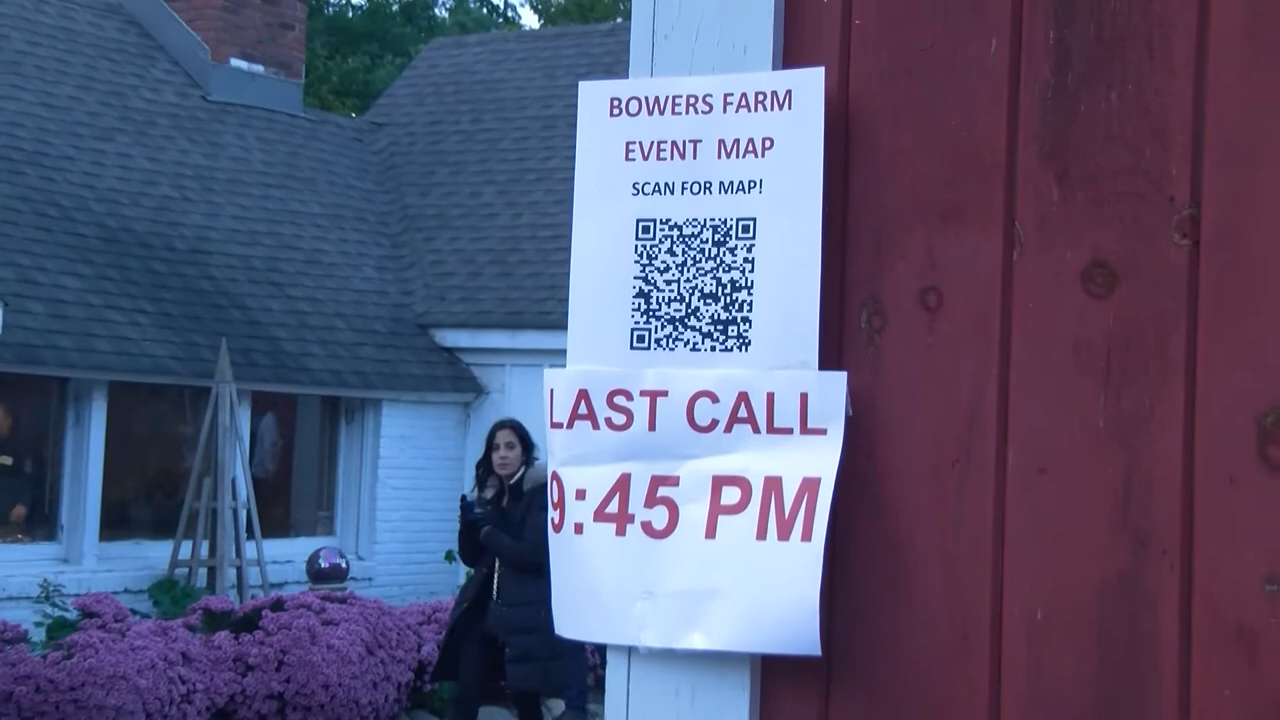 BOWERS FARM
EVENT MAP
SCAN FOR MAP!
LAST CALL
9:45 PM